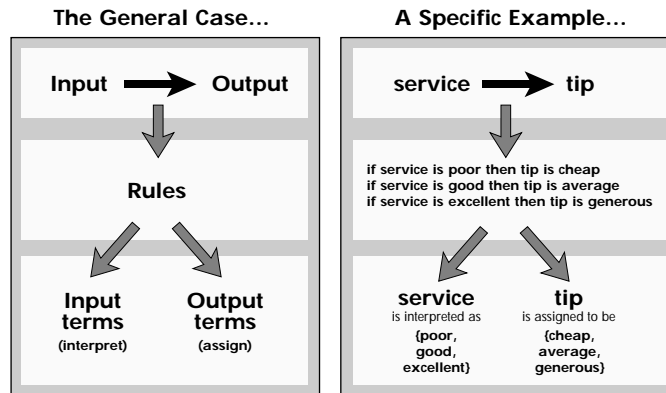 The General Case...
Input Output
Rules
Input terms
(interpret)
Output terms
(assign)
A Specific Example...
service tip
if service is poor then tip is cheap
if service is good then tip is average
if service is excellent then tip is generous
service
is interpreted as
{poor,
good,
excellent}
tip
is assigned to be
{cheap,
average,
generous}